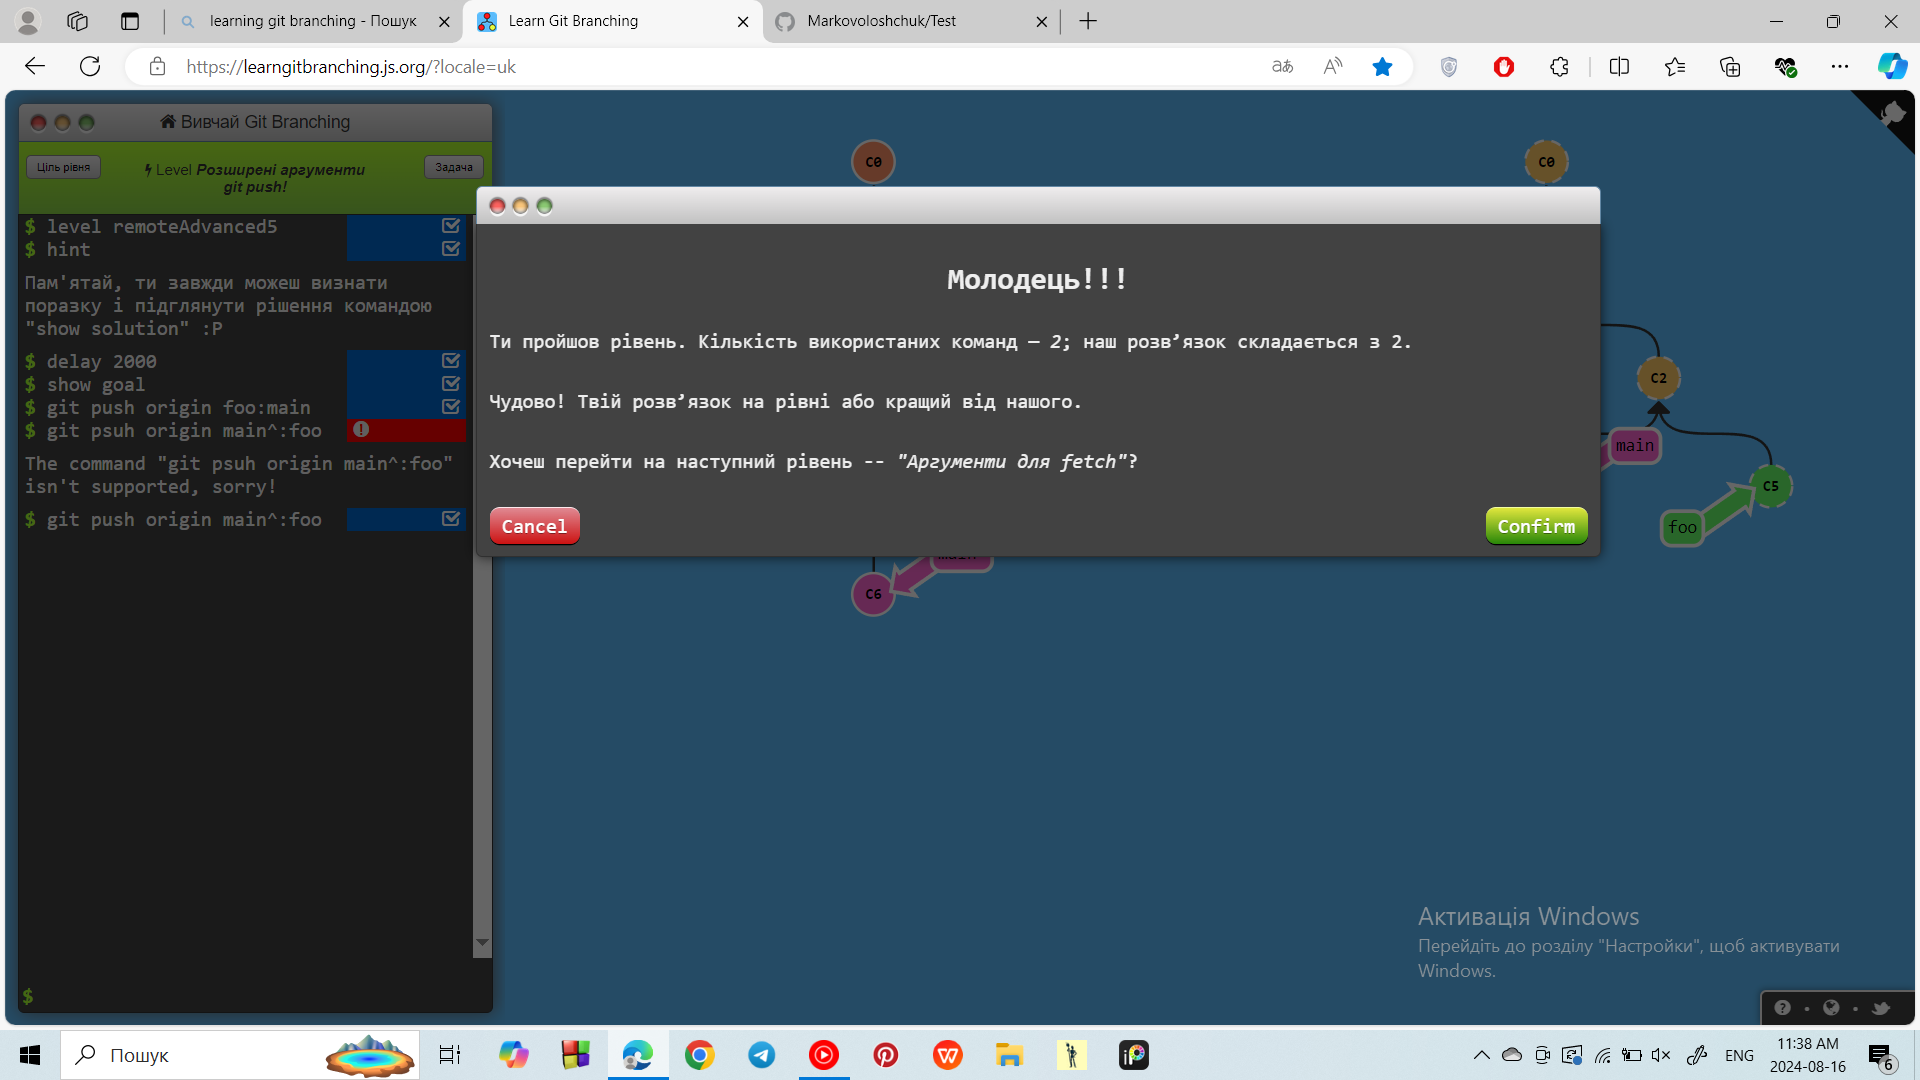 learning git branching - Пошук
Learn Git Branching
Markovoloshchuk/Test
https://learngitbranching.js.org/?locale=uk
Вивчай Git Branching
Ціль рівня
Level Розширені аргументи
git push!
Задача
$ level remoteAdvanced5
$ hint
Пам'ятай, ти завжди можеш визнати
поразку і підглянути рішення командою
"show solution" :P
$ delay 2000
$ show goal
$ git push origin foo:main
$ git psuh origin main^:foo
The command "git psuh origin main^:foo"
isn't supported, sorry!
$ git push origin main^:foo
$
C0
C0
Молодець!!!
Ти пройшов рівень. Кількість використаних команд — 2; наш розв’язок складається з 2.
Чудово! Твій розв’язок на рівні або кращий від нашого.
Хочеш перейти на наступний рівень -- "Аргументи для fetch"?
Cancel
Confirm
C2
main
C5
foo
main
C6
Активація Windows
Перейдіть до розділу "Настройки", щоб активувати
Windows.
Пошук
ENG
11:38 AM
2024-08-16
6